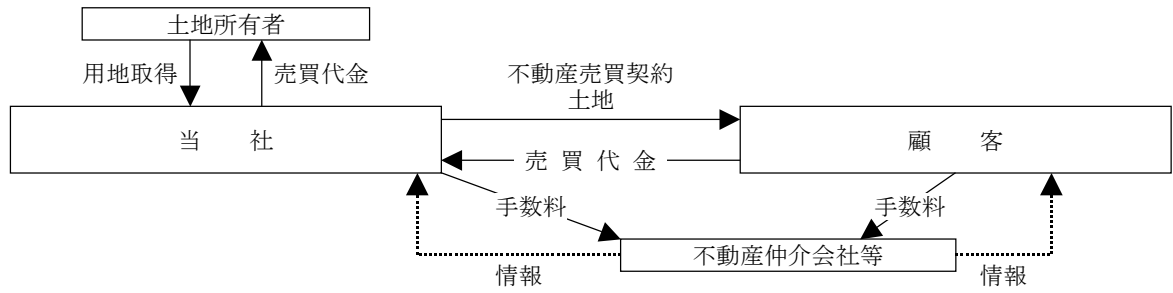 土地所有者
用地取得
売買代金
不動産売買契約
土地
当社
顧客
売買代金
手数料
手数料
不動産仲介会社等
情報
情報